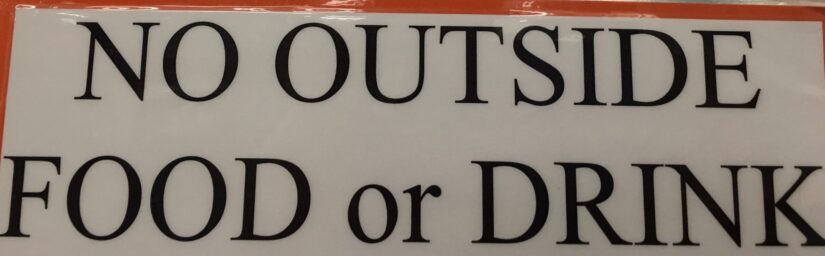 NO OUTSIDE
FOOD or DRINK